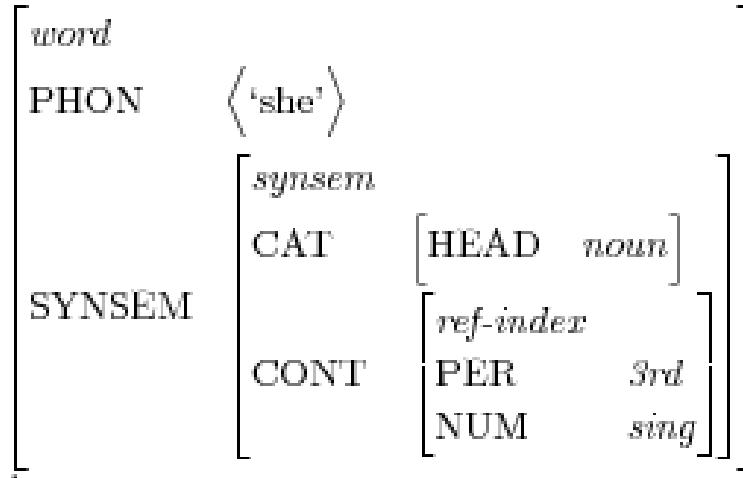 word
PHON ⟨‘she’⟩
synsem
CAT [HEAD noun]
SYNSEM
ref-index
CONT PER 3rd
NUM sing